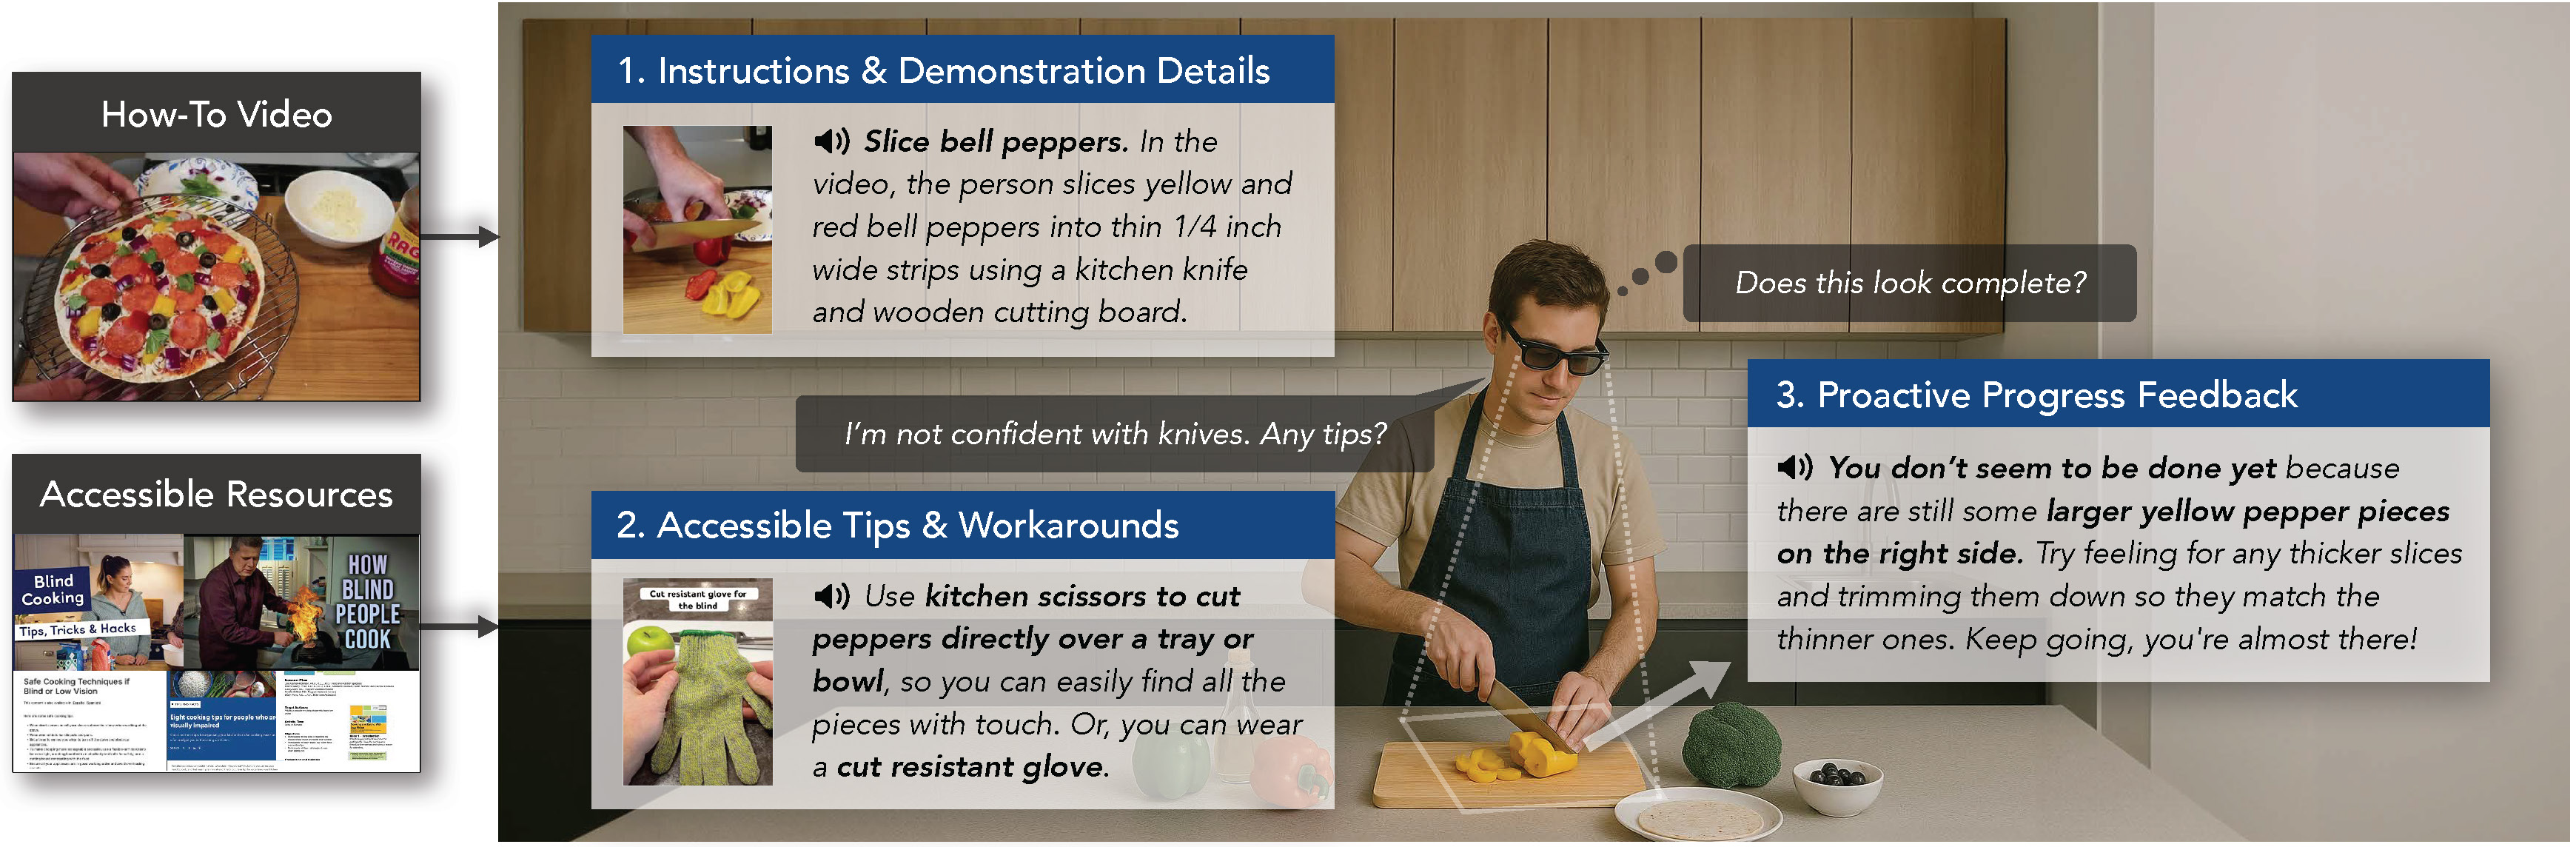 How-To Video
RAG
Accessible Resources
Blind
Cooking
Tips, Tricks & Hacks
HOW
BLIND
PEOPLE
COOK
Safe Cooking Techniques if
Blind or Low Vision
Eight cooking tips for people who are
visually impaired
1. Instructions & Demonstration Details
Slice bell peppers. In the
video, the person slices yellow and
red bell peppers into thin 1/4 inch
wide strips using a kitchen knife
and wooden cutting board.
Does this look complete?
I'm not confident with knives. Any tips?
2. Accessible Tips & Workarounds
Cut resistant glove for
the blind
Use kitchen scissors to cut
peppers directly over a tray or
bowl, so you can easily find all the
pieces with touch. Or, you can wear
a cut resistant glove.
3. Proactive Progress Feedback
You don't seem to be done yet because
there are still some larger yellow pepper pieces
on the right side. Try feeling for any thicker slices
and trimming them down so they match the
thinner ones. Keep going, you're almost there!